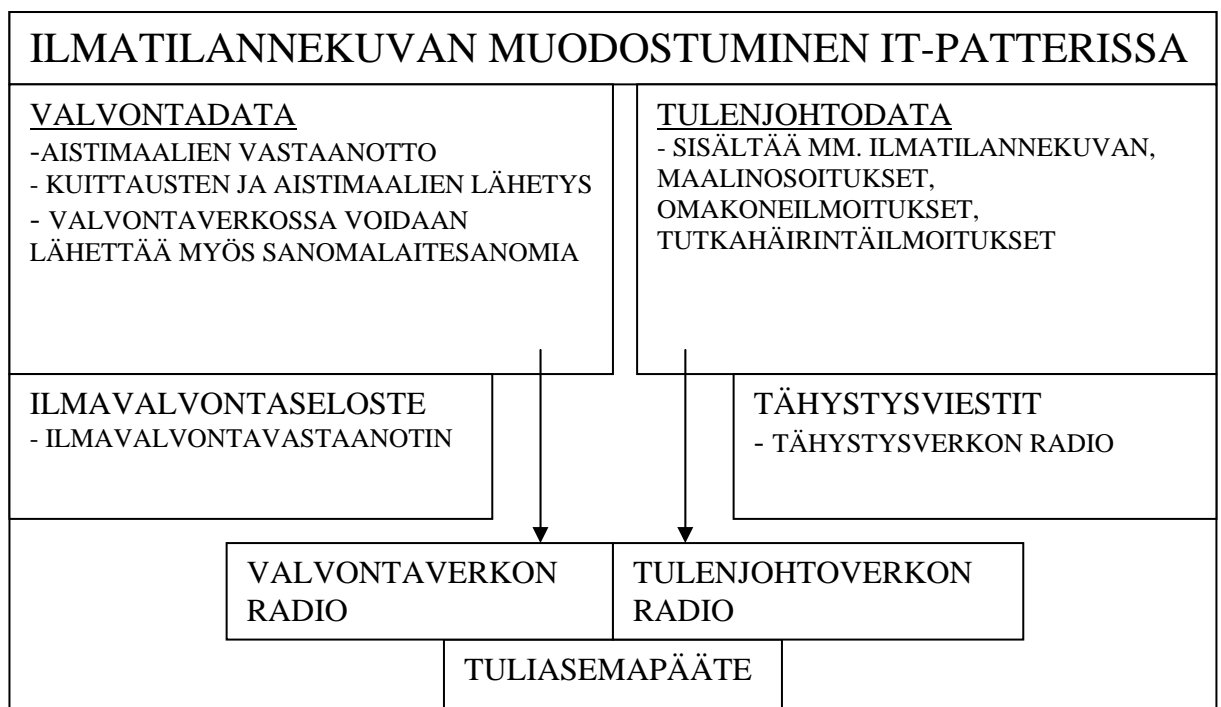 ILMATILANNEKUVAN MUODOSTUMINEN IT-PATTERISSA
VALVONTADATA
-AISTIMAALIEN VASTAANOTTO
- KUITTAUSTEN JA AISTIMAALIEN LÄHETYS
- VALVONTAVERKOSSA VOIDAAN
LÄHETTÄÄ MYÖS SANOMALAITESANOMIA
TULENJOHTODATA
- SISÄLTÄÄ MM. ILMATILANNEKUVAN,
MAALINOSOITUKSET,
OMAKONEILMOITUKSET,
TUTKAHÄIRINTÄILMOITUKSET
ILMAVALVONTASELOSTE
- ILMAVALVONTAVASTAANOTIN
TÄHYSTYSVIESTIT
- TÄHYSTYSVERKON RADIO
VALVONTAVERKON
RADIO
TULENJOHTOVERKON
RADIO
TULIASEMAPÄÄTE